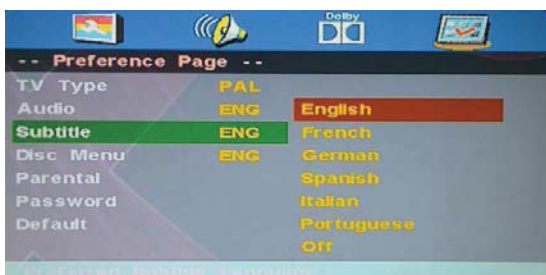 Dolby
-- Preference Page --
TV Type PAL
Audio ENG English
Subtitle ENG French
Disc Menu ENG German
Parental Spanish
Password Italian
Default Portuguese
Off